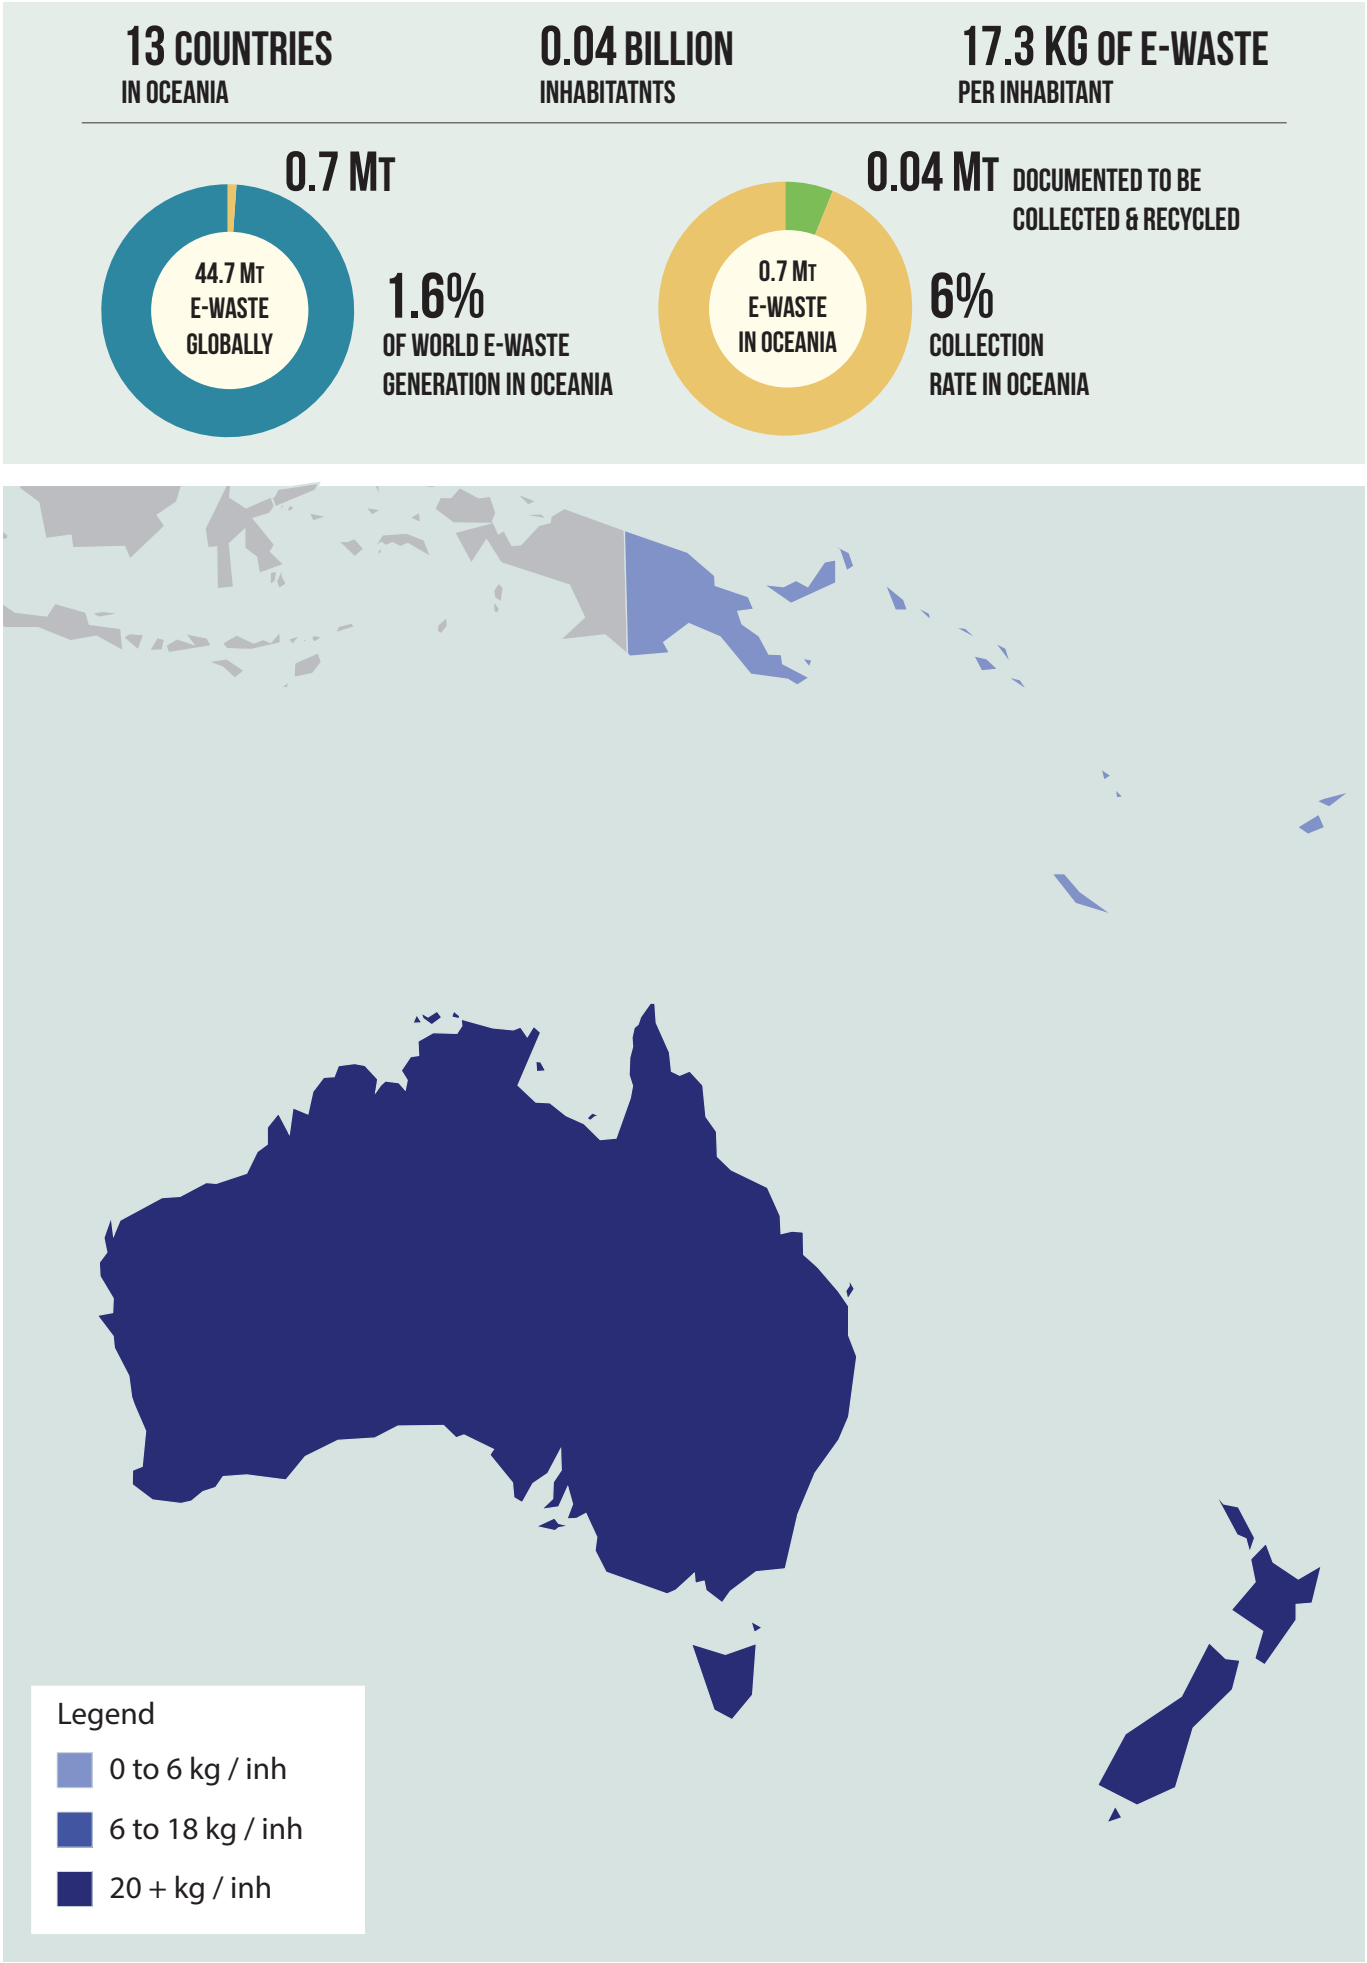 13 COUNTRIES
IN OCEANIA
0.04 BILLION
INHABITATNTS
17.3 KG OF E-WASTE
PER INHABITANT
0.7 MT
44.7 MT
E-WASTE
GLOBALLY
1.6%
OF WORLD E-WASTE
GENERATION IN OCEANIA
0.04 MT
DOCUMENTED TO BE
COLLECTED & RECYCLED
0.7 MT
E-WASTE
IN OCEANIA
6%
COLLECTION
RATE IN OCEANIA
Legend
0 to 6 kg / inh
6 to 18 kg / inh
20 + kg / inh